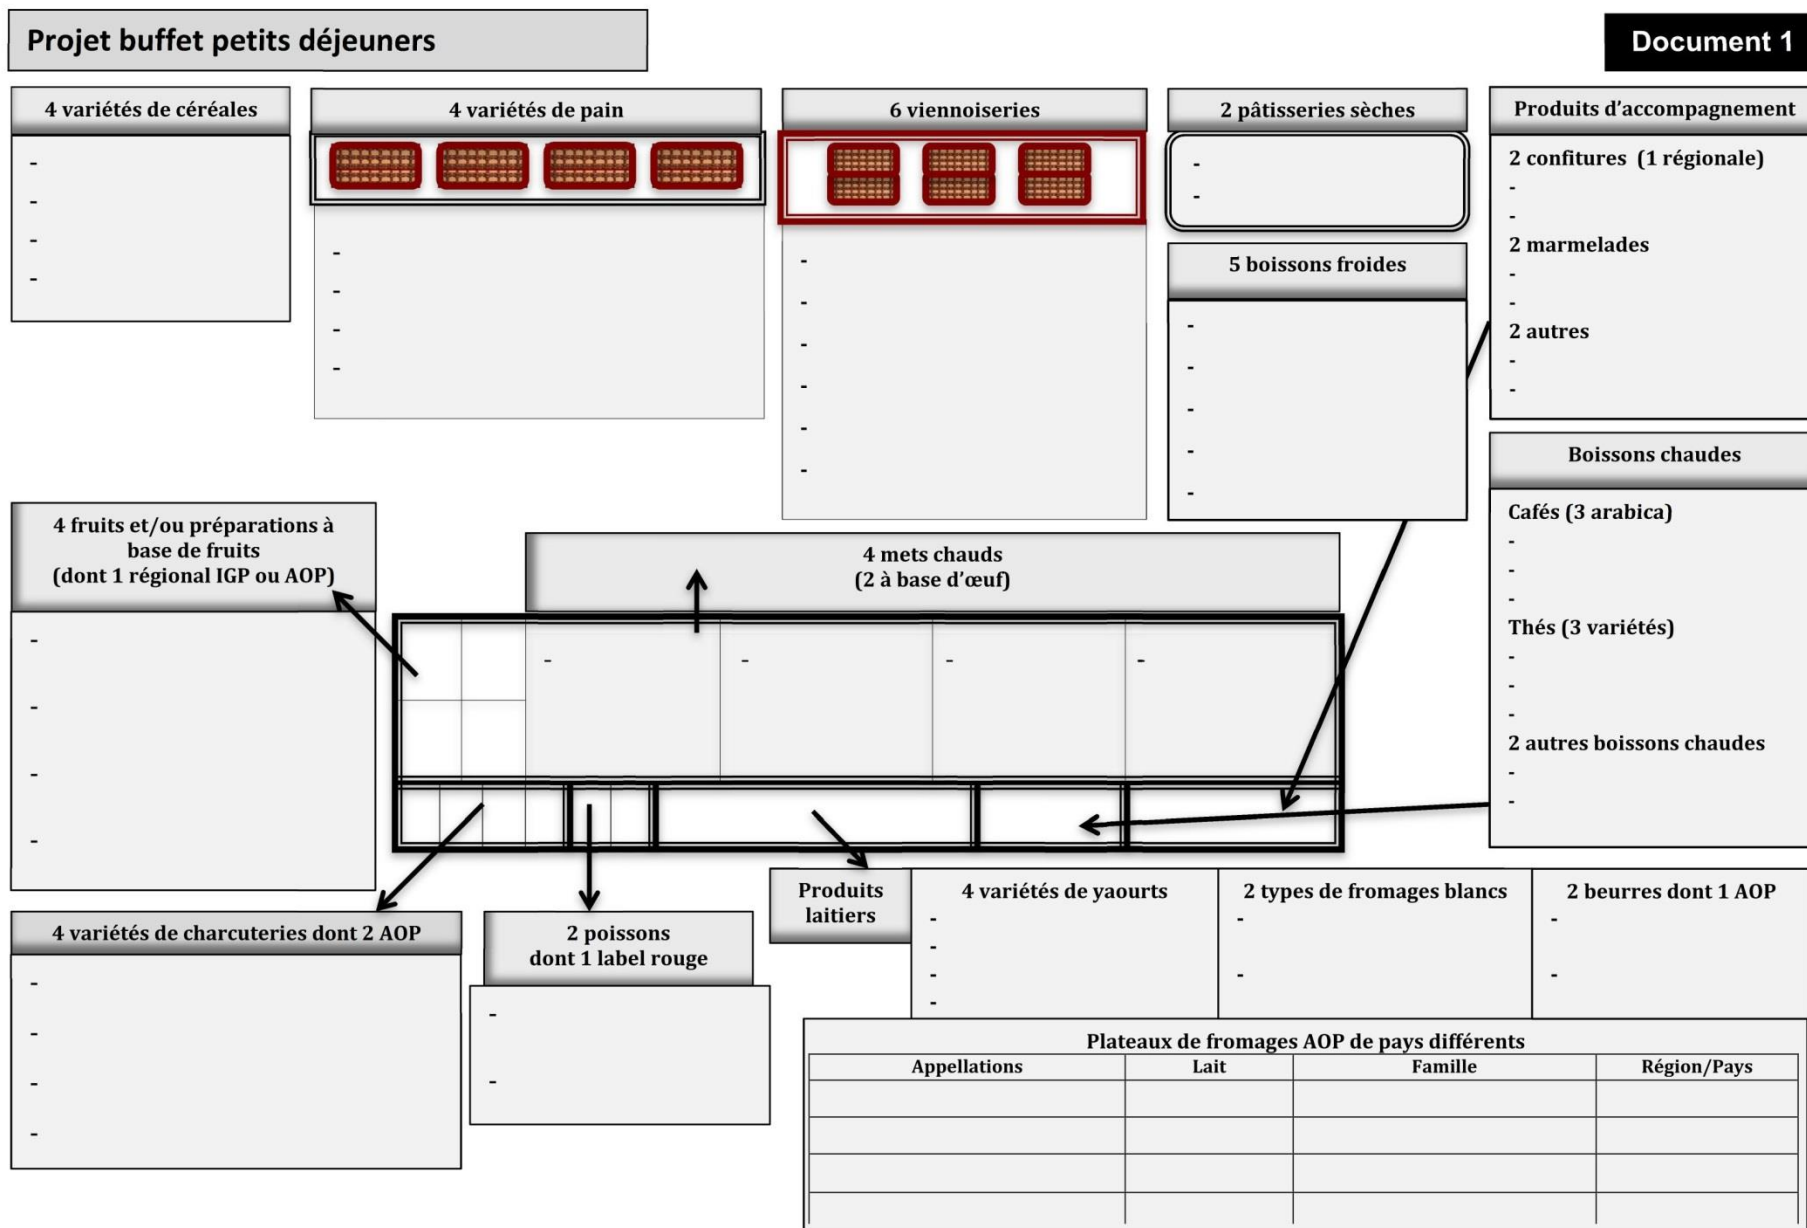 Projet buffet petits déjeuners
Document 1
4 variétés de céréales
-
-
-
-
4 variétés de pain
-
-
-
-
6 viennoiseries
-
-
-
-
-
-
2 pâtisseries sèches
-
-
5 boissons froides
-
-
-
-
-
Produits d'accompagnement
2 confitures (1 régionale)
-
-
2 marmelades
-
-
2 autres
-
-
Boissons chaudes
Cafés (3 arabica)
-
-
-
Thés (3 variétés)
-
-
-
2 autres boissons chaudes
-
-
4 fruits et/ou préparations à
base de fruits
(dont 1 régional IGP ou AOP)
-
-
-
-
4 mets chauds
(2 à base d'œuf)
- - - -
4 variétés de charcuteries dont 2 AOP
-
-
-
-
2 poissons
dont 1 label rouge
-
-
Produits
laitiers
4 variétés de yaourts
-
-
-
-
2 types de fromages blancs
-
-
2 beurres dont 1 AOP
-
-
Plateaux de fromages AOP de pays différents
Appellations Lait Famille Région/Pays